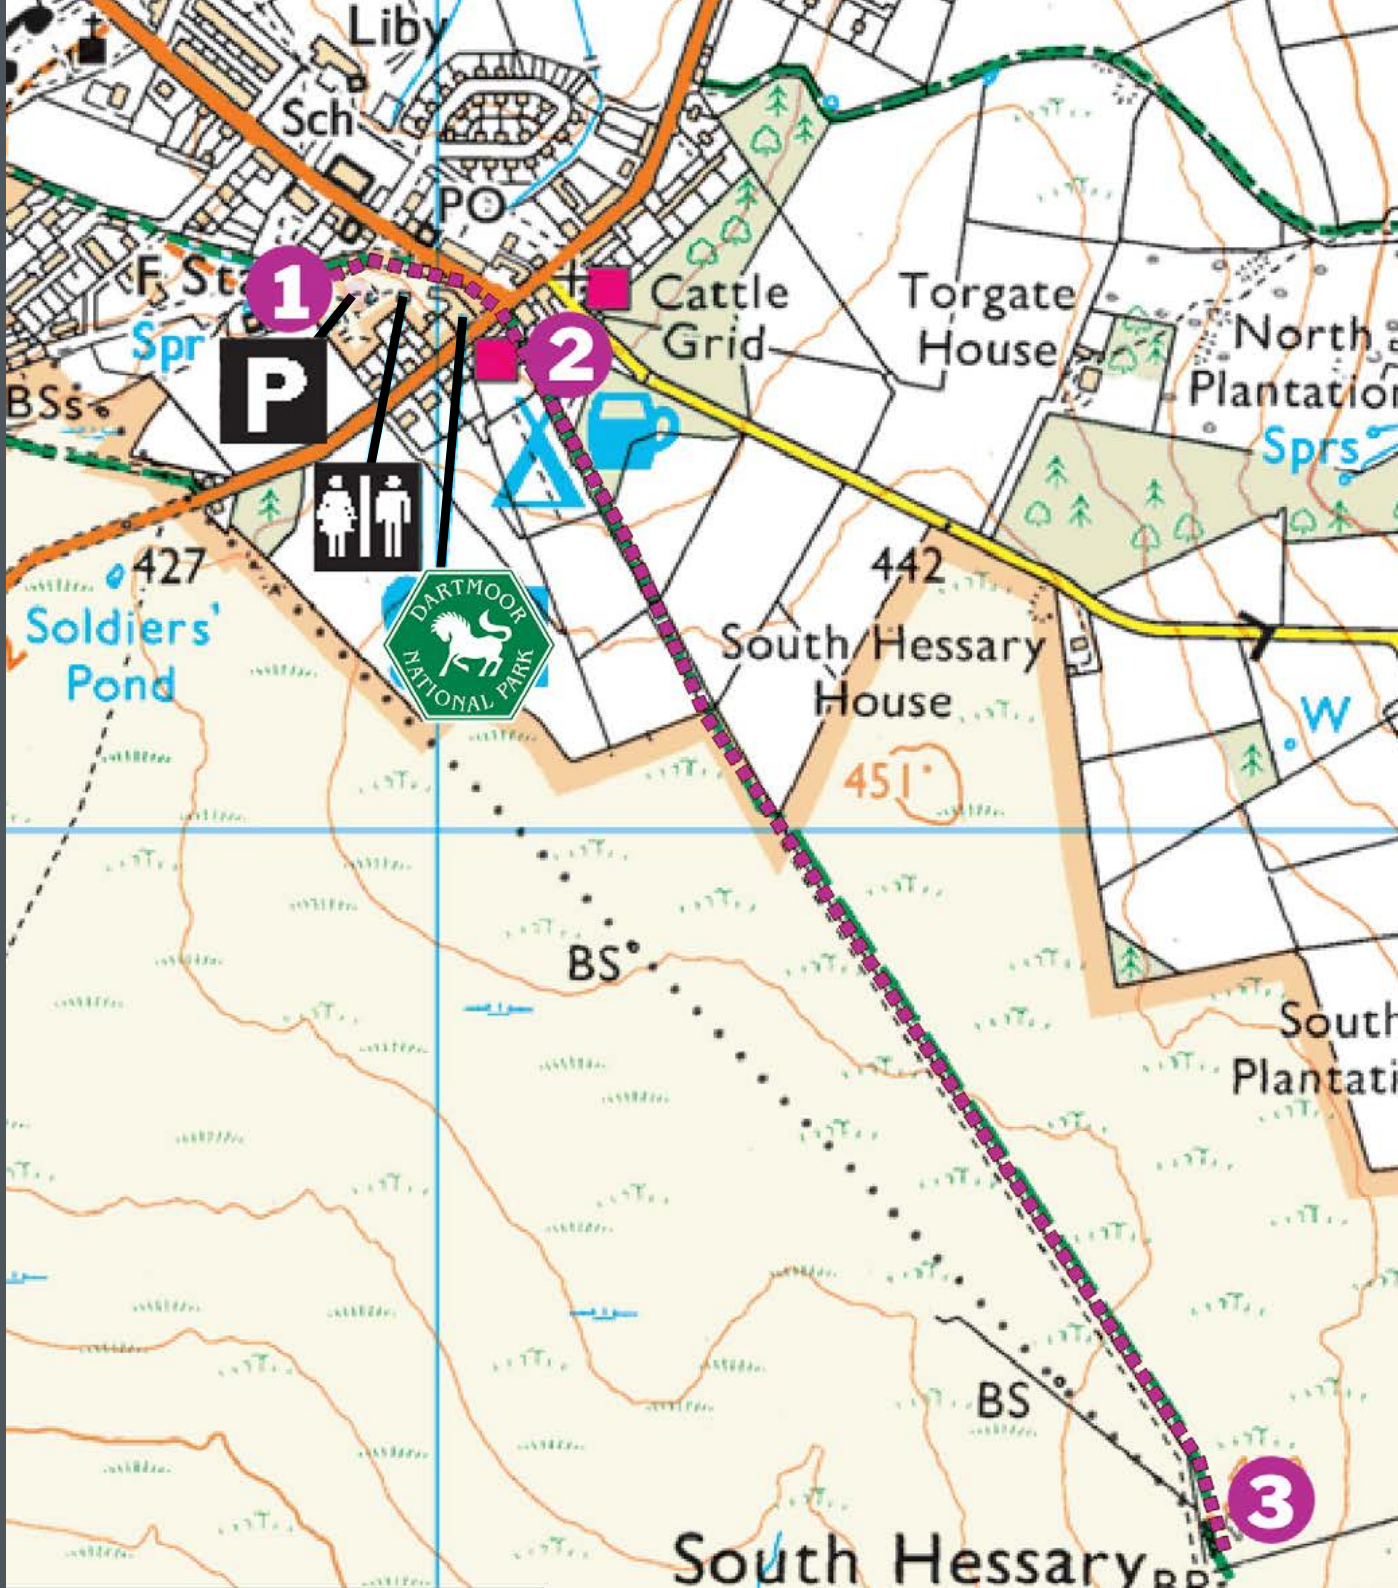 Liby
Sch
PO
F Sta
1
Cattle
Grid
Torgate
House
North
Plantation
Spr
P
2
BSs
Sprs
427
442
Soldiers'
Pond
DARTMOOR
NATIONAL PARK
South Hessary
House
W
451
BS
South
Plantati
BS
3
South Hessary
BP